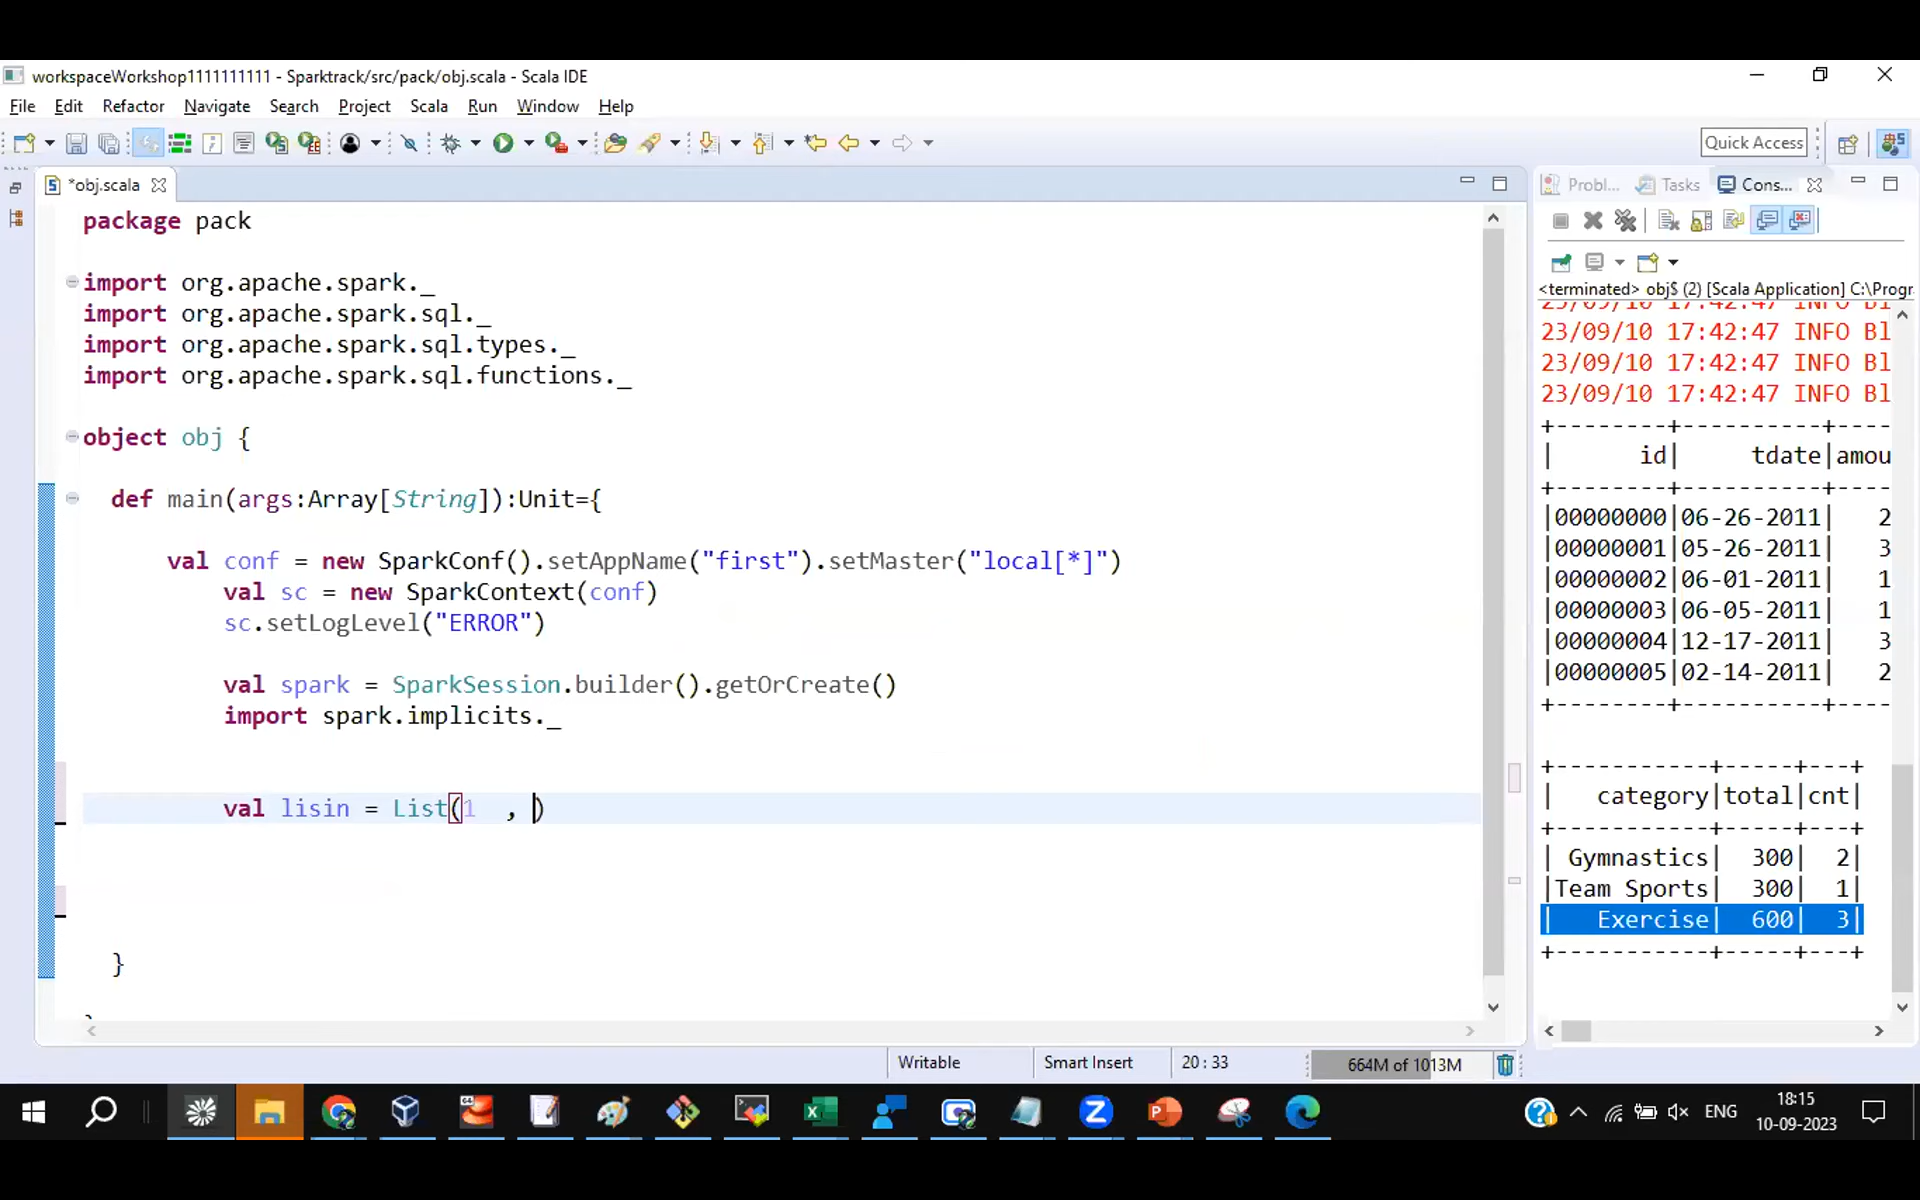 workspaceWorkshop1111111111 - Sparktrack/src/pack/obj.scala - Scala IDE
File Edit Refactor Navigate Search Project Scala Run Window Help
Quick Access
*obj.scala
Probl... Tasks Cons...
package pack
import org.apache.spark._
import org.apache.spark.sql._
import org.apache.spark.sql.types._
import org.apache.spark.sql.functions._
object obj {
def main(args:Array[String]):Unit={
val conf = new SparkConf().setAppName("first").setMaster("local[*]")
val sc = new SparkContext(conf)
sc.setLogLevel("ERROR")
val spark = SparkSession.builder().getOrCreate()
import spark.implicits._
val lisin = List(1 , )
}
<terminated> obj$ (2) [Scala Application] C:\Progr
23/09/10 17:42:47 INFO Bl
23/09/10 17:42:47 INFO Bl
23/09/10 17:42:47 INFO Bl
23/09/10 17:42:47 INFO Bl
+--------+----------+----
| id| tdate|amou
+--------+----------+----
|00000000|06-26-2011| 2
|00000001|05-26-2011| 3
|00000002|06-01-2011| 1
|00000003|06-05-2011| 1
|00000004|12-17-2011| 3
|00000005|02-14-2011| 2
+--------+----------+----
+-----------+-----+---+
| category|total|cnt|
+-----------+-----+---+
| Gymnastics| 300| 2|
|Team Sports| 300| 1|
| Exercise| 600| 3|
+-----------+-----+---+
Writable Smart Insert 20 : 33 664M of 1013M
ENG 18:15
10-09-2023